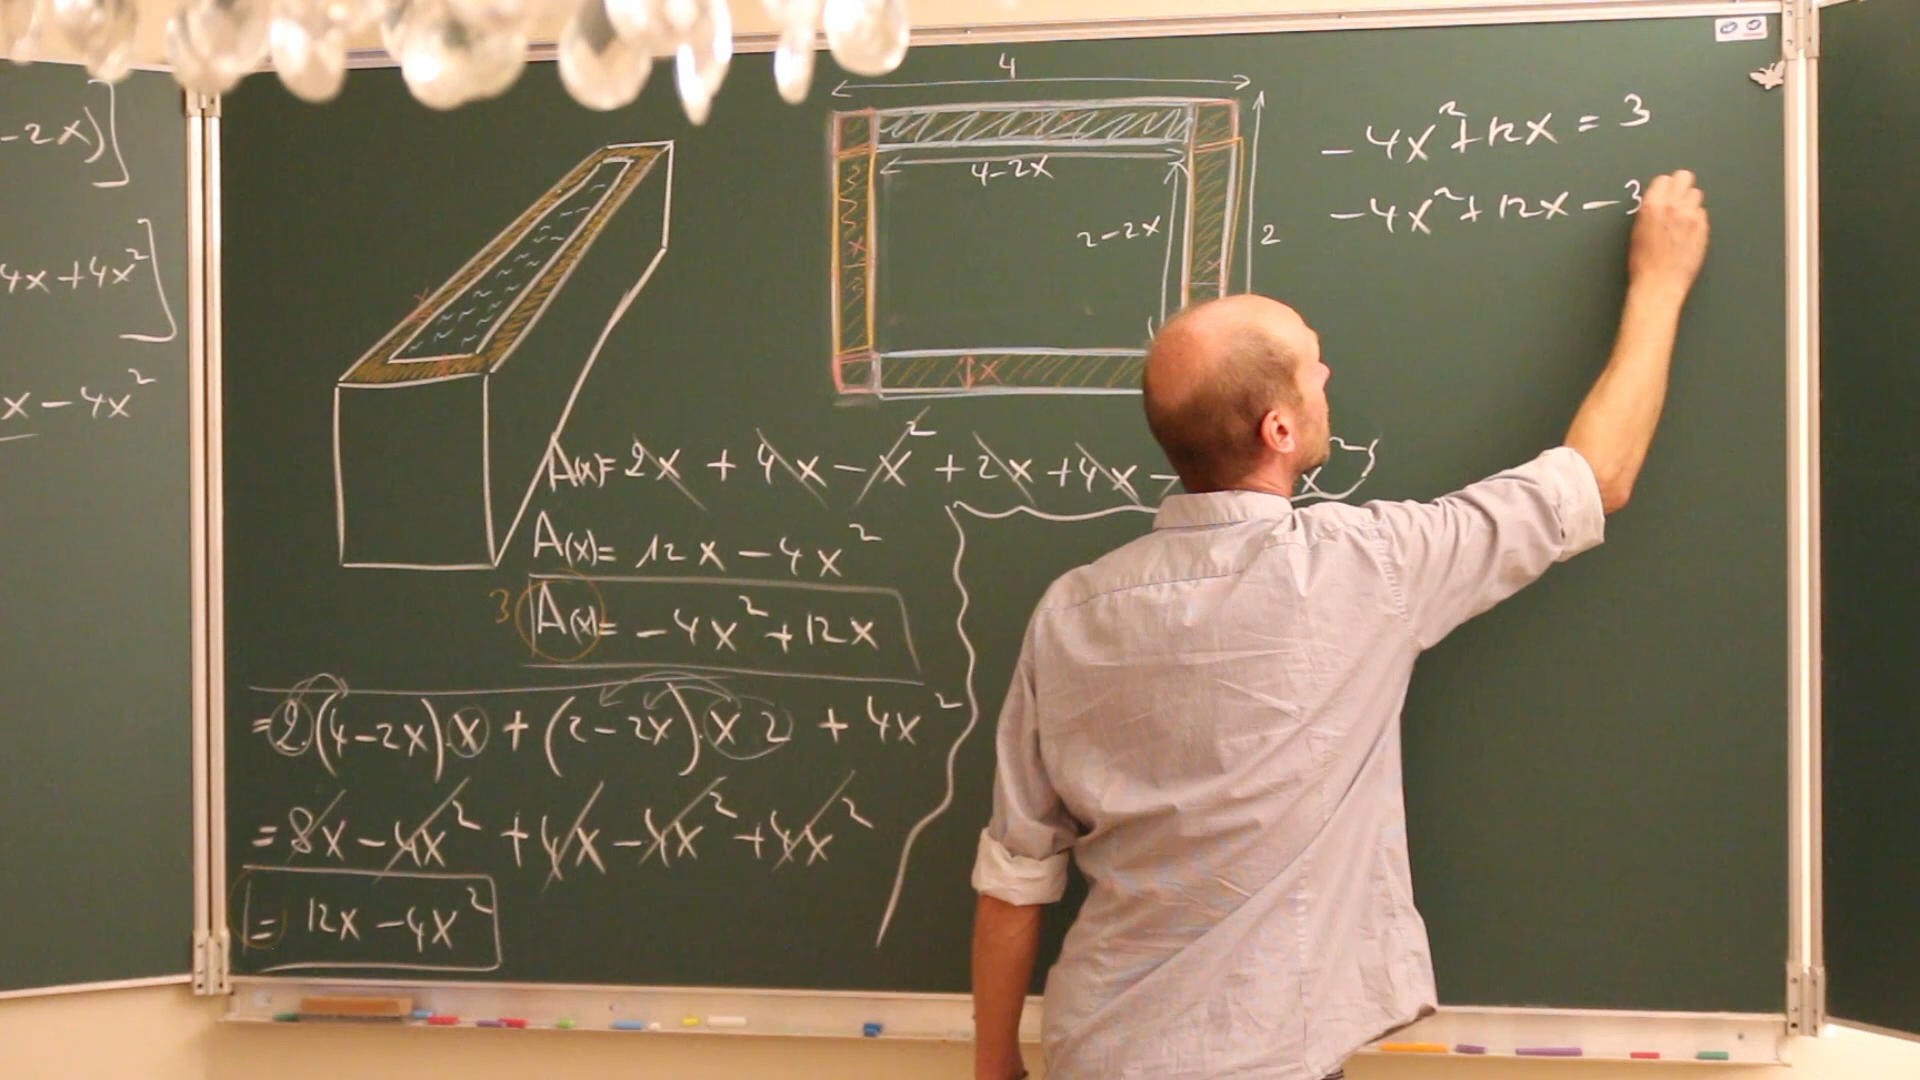 -2x)]
4x+4x²]
x-4x²
4
4-2x
2-2x
2
x
x
x
A(x)= 2x + 4x - x² + 2x + 4x -
x²
A(x)= 12x - 4x²
3 A(x)= -4x² + 12x
= 2.(4-2x).x + (2-2x).x 2 + 4x²
= 8x - 4x² + 4x - 4x² + 4x²
= 12x - 4x²
-4x²+12x = 3
-4x²+12x-3